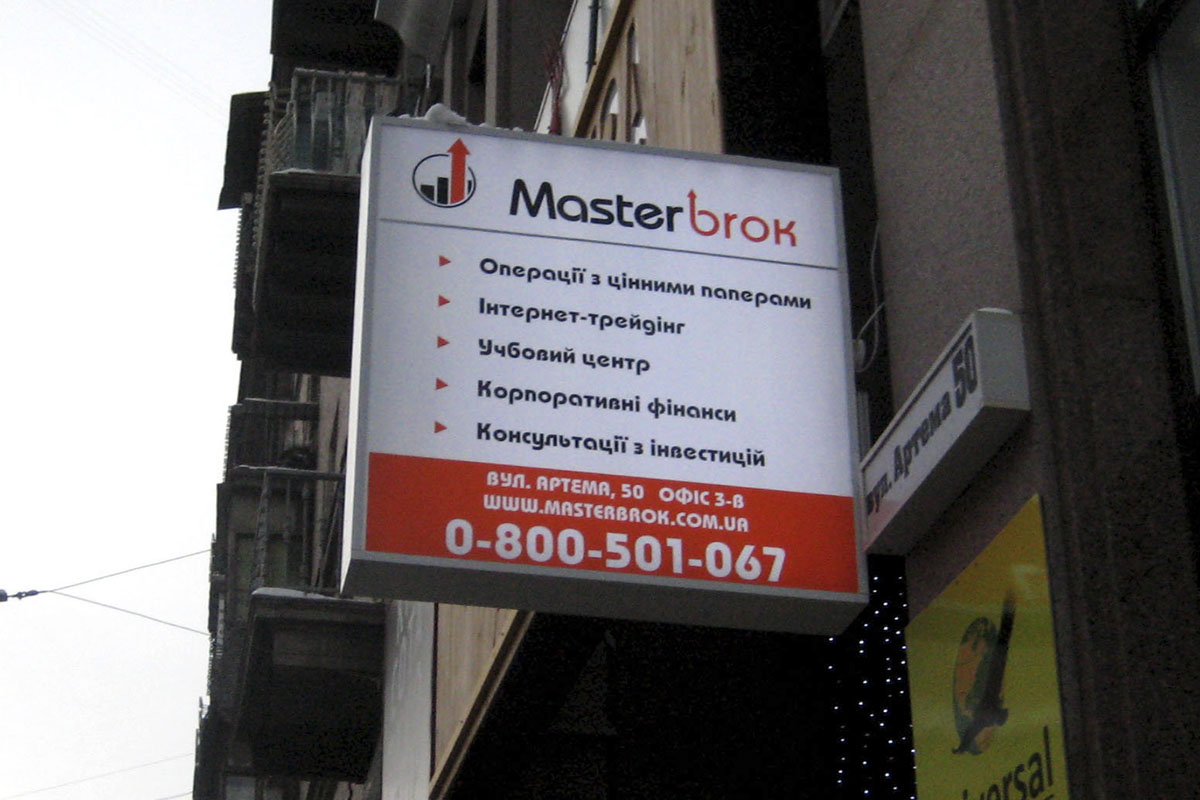 Masterbrok
Операції з цінними паперами
Інтернет-трейдінг
Учбовий центр
Корпоративні фінанси
Консультації з інвестицій
ВУЛ. АРТЕМА, 50 ОФІС 3-В
WWW.MASTERBROK.COM.UA
0-800-501-067
вул. Артема 50